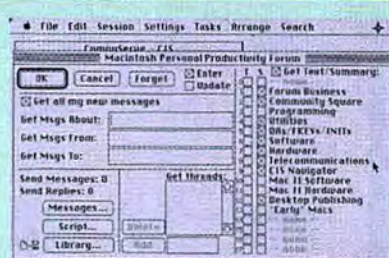 File Edit Session Settings Tasks Arrange Search
CompuServe - CIS
Macintosh Personal Productivity Forum
OK Cancel Forget Enter Update
T S Get Text/Summary:
Get all my new messages
Get Msgs About:
Get Msgs From:
Get Msgs To:
Send Messages: 0
Send Replies: 0
Get threads:
Messages...
Script...
Library...
Delete
Add
Forum Business
Community Square
Programming
Utilities
DAs/FKEYs/INITs
Software
Hardware
Telecommunications
CIS Navigator
Mac II Software
Mac II Hardware
Desktop Publishing
"Early" Macs